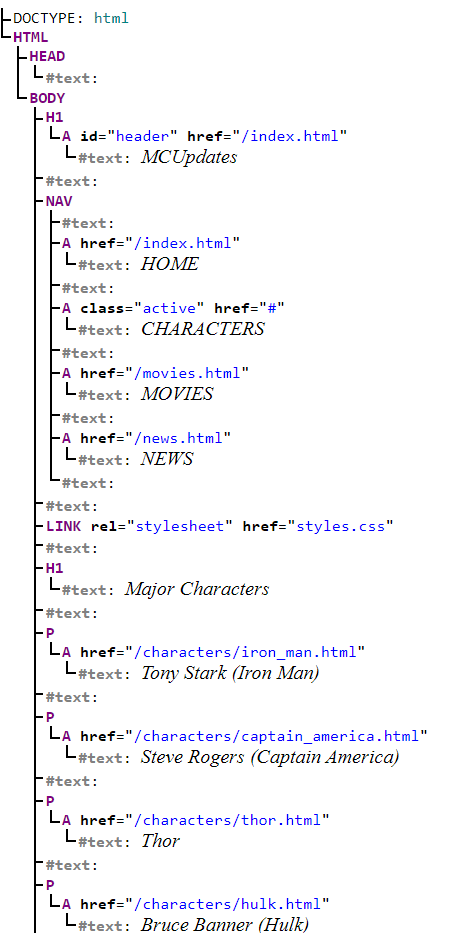 DOCTYPE: html
HTML
HEAD
#text:
BODY
H1
A id="header" href="/index.html"
#text: MCUpdates
#text:
NAV
#text:
A href="/index.html"
#text: HOME
#text:
A class="active" href="#"
#text: CHARACTERS
#text:
A href="/movies.html"
#text: MOVIES
#text:
A href="/news.html"
#text: NEWS
#text:
#text:
LINK rel="stylesheet" href="styles.css"
#text:
H1
#text: Major Characters
#text:
P
A href="/characters/iron_man.html"
#text: Tony Stark (Iron Man)
#text:
P
A href="/characters/captain_america.html"
#text: Steve Rogers (Captain America)
#text:
P
A href="/characters/thor.html"
#text: Thor
#text:
P
A href="/characters/hulk.html"
#text: Bruce Banner (Hulk)